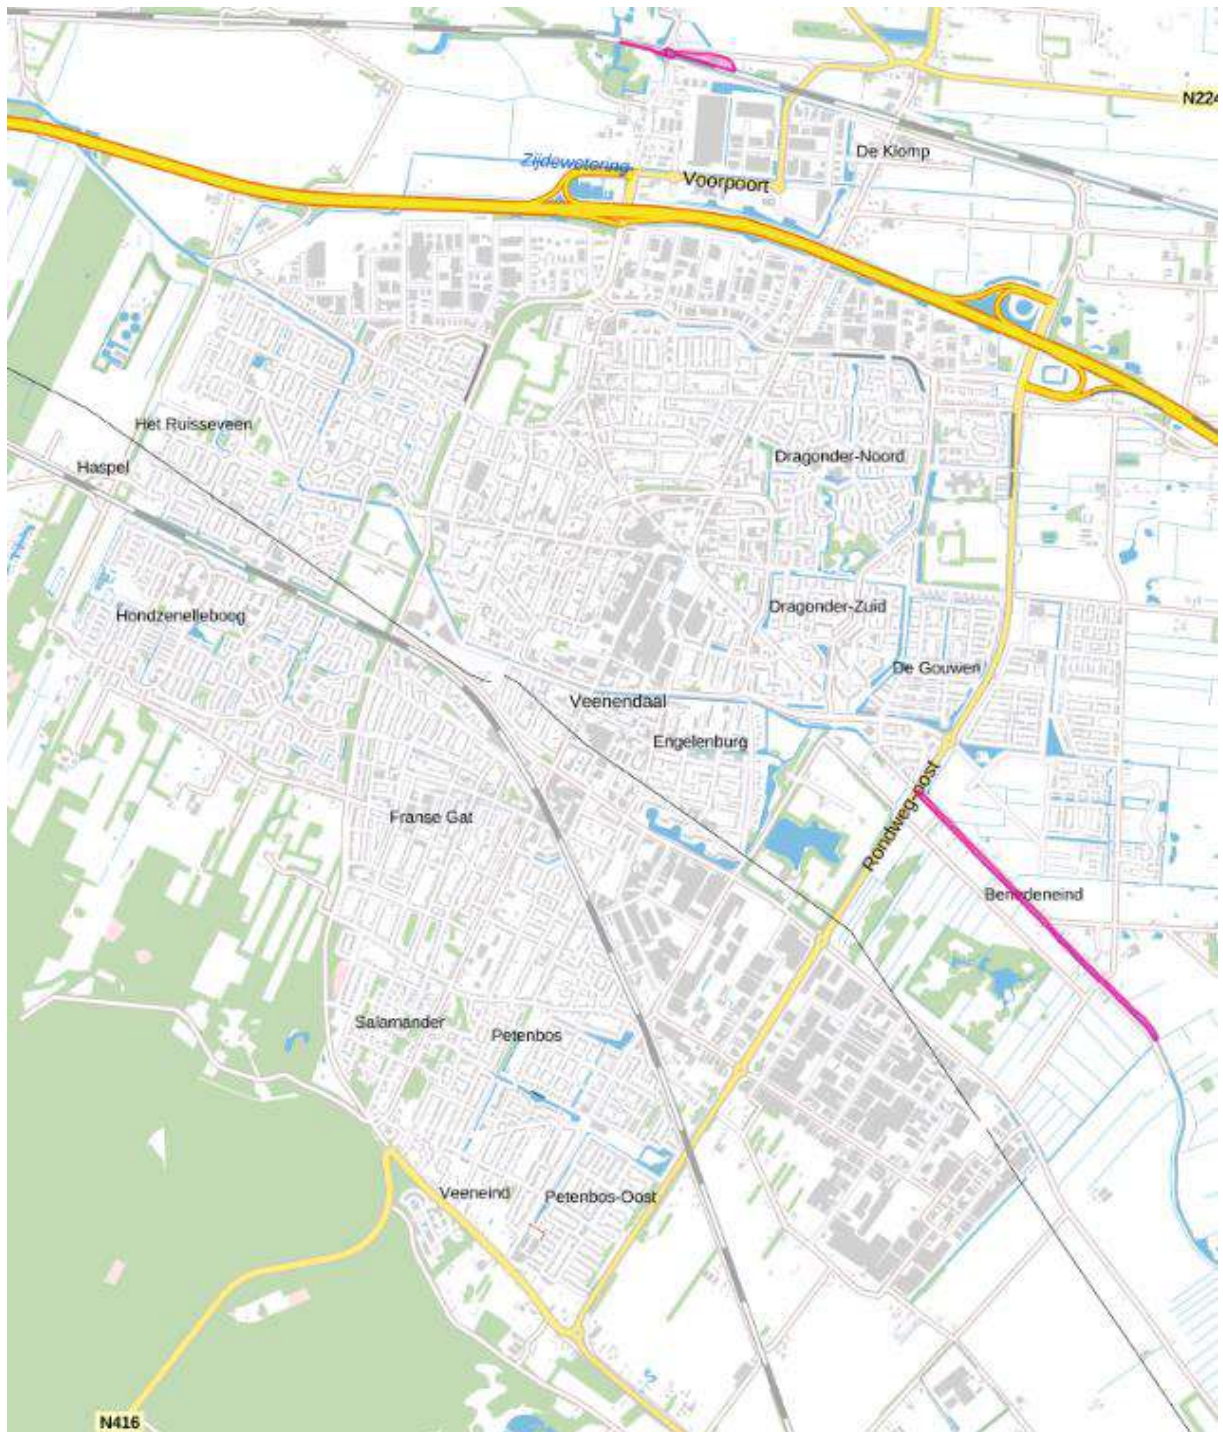 N224
De Klomp
Zijdewetering
Voorpoort
Het Ruisseveen
Haspel
Dragonder-Noord
Hondzenelleboog
Dragonder-Zuid
De Gouwen
Veenendaal
Engelenburg
Rondweg-oost
Franse Gat
Benedeneind
Salamander
Petenbos
Veeneind
Petenbos-Oost
N416